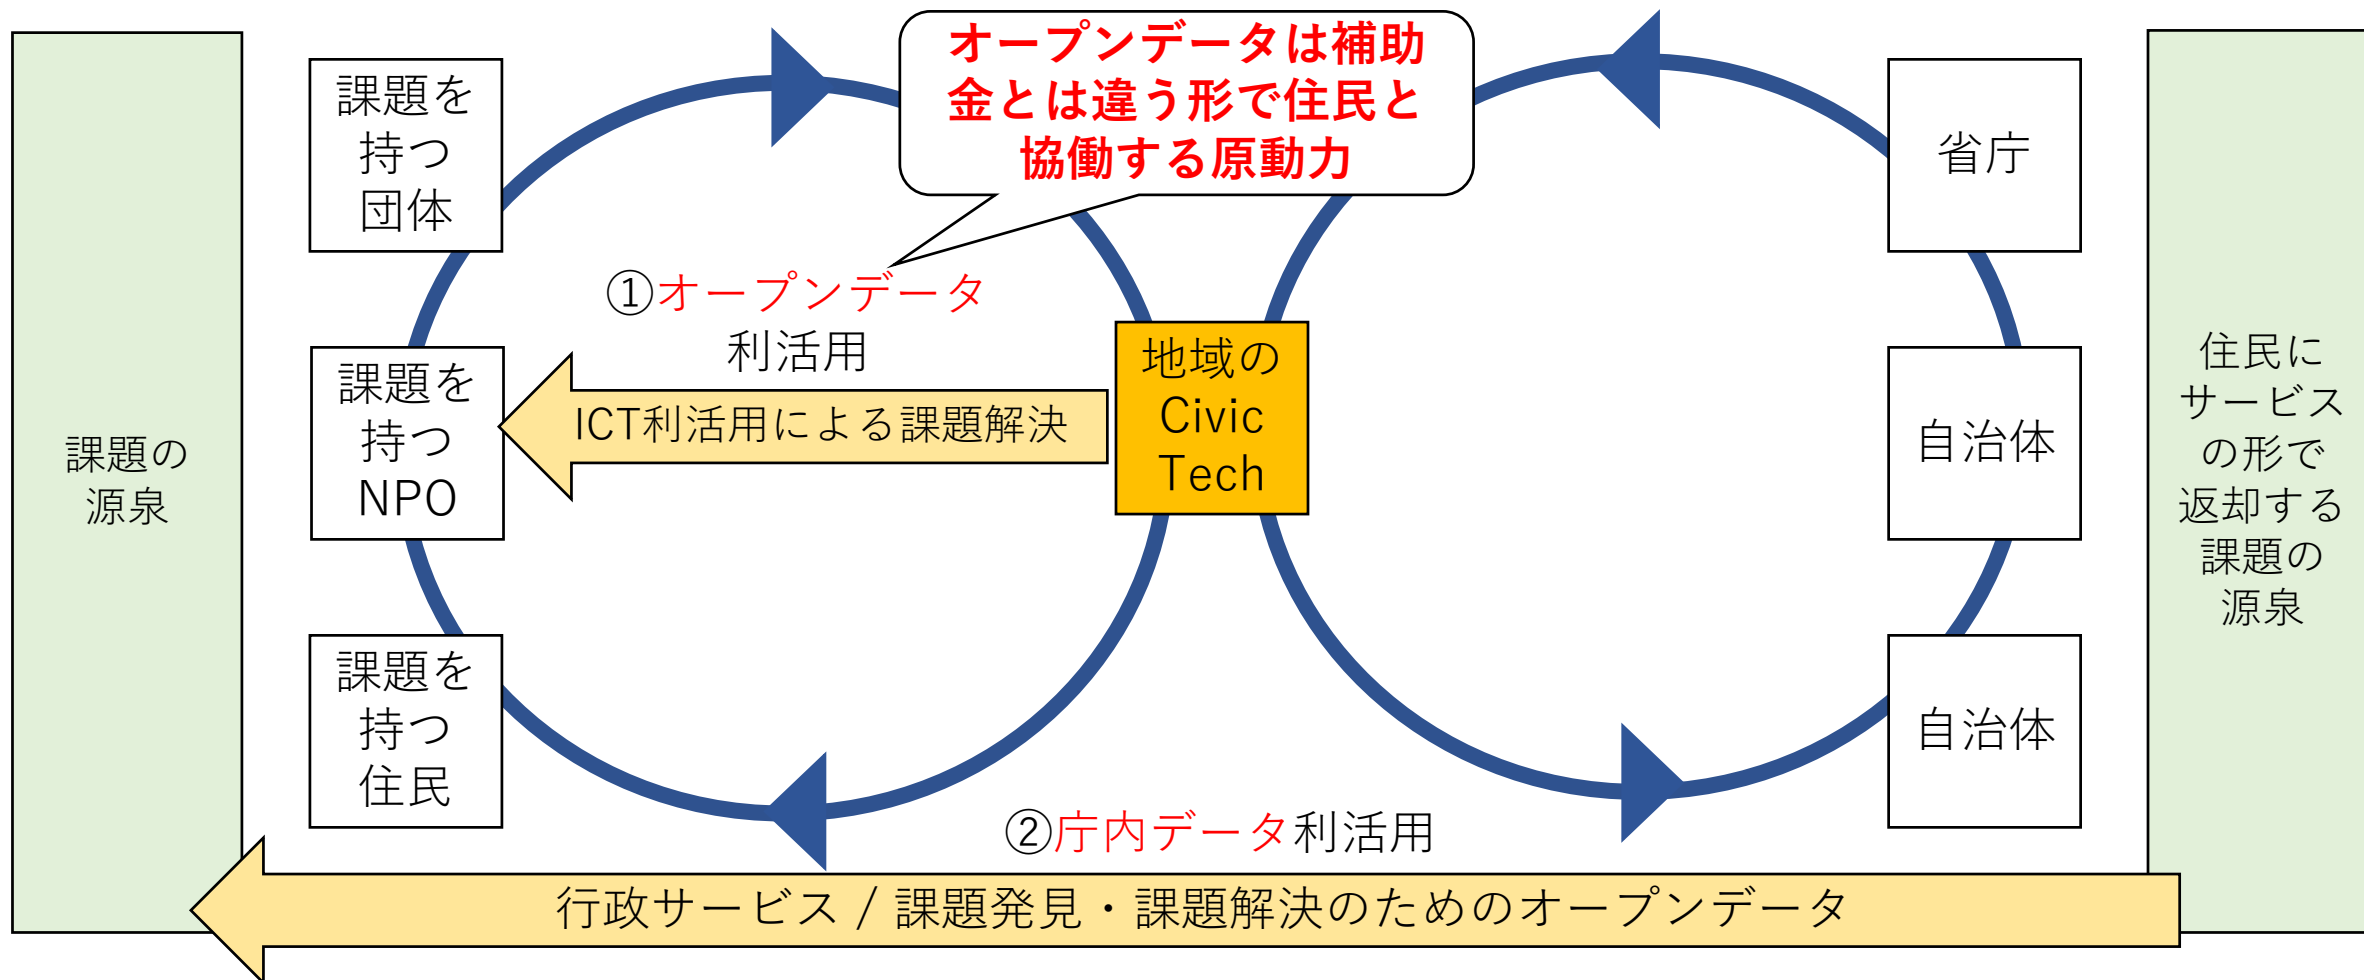 オープンデータは補助
金とは違う形で住民と
協働する原動力
課題の
源泉
課題を
持つ
団体
課題を
持つ
NPO
課題を
持つ
住民
①オープンデータ
利活用
ICT利活用による課題解決
地域の
Civic
Tech
省庁
自治体
自治体
住民に
サービス
の形で
返却する
課題の
源泉
②庁内データ利活用
行政サービス / 課題発見・課題解決のためのオープンデータ